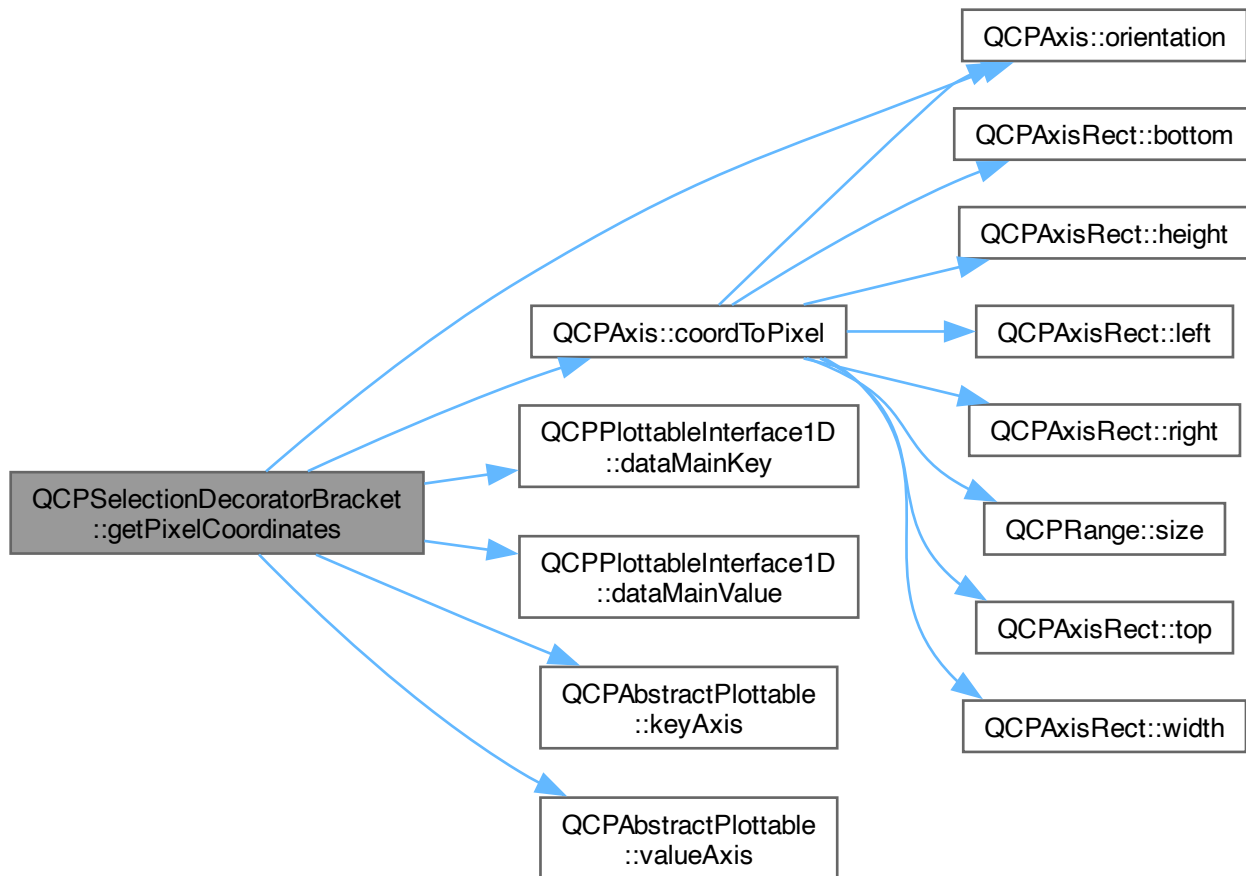 QCPSelectionDecoratorBracket
::getPixelCoordinates
QCPAxis::orientation
QCPAxis::coordToPixel
QCPAxisRect::bottom
QCPAxisRect::height
QCPAxisRect::left
QCPAxisRect::right
QCPRange::size
QCPAxisRect::top
QCPAxisRect::width
QCPPlottableInterface1D
::dataMainKey
QCPPlottableInterface1D
::dataMainValue
QCPAbstractPlottable
::keyAxis
QCPAbstractPlottable
::valueAxis